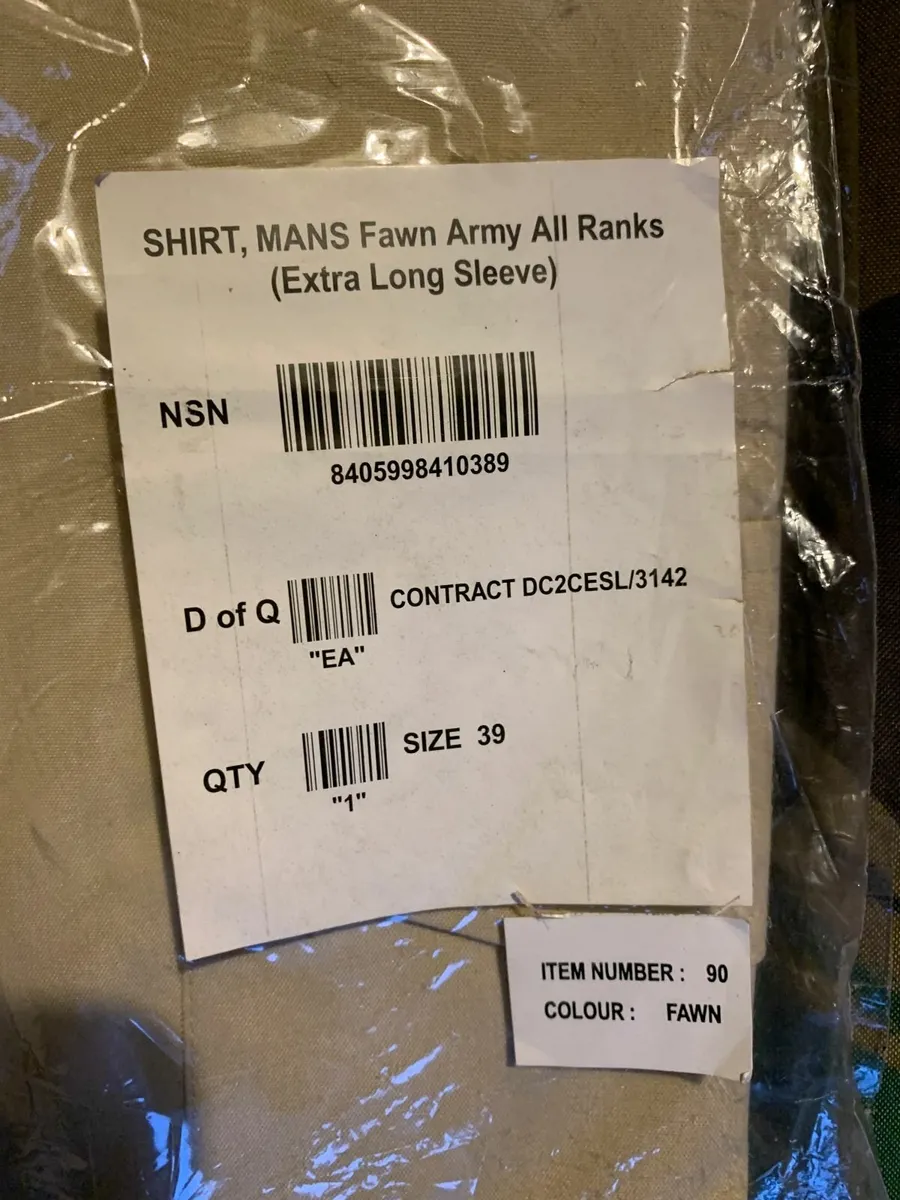 SHIRT, MANS Fawn Army All Ranks
(Extra Long Sleeve)
NSN
8405998410389
D of Q
CONTRACT DC2CESL/3142
"EA"
QTY
SIZE 39
"1"
ITEM NUMBER : 90
COLOUR : FAWN